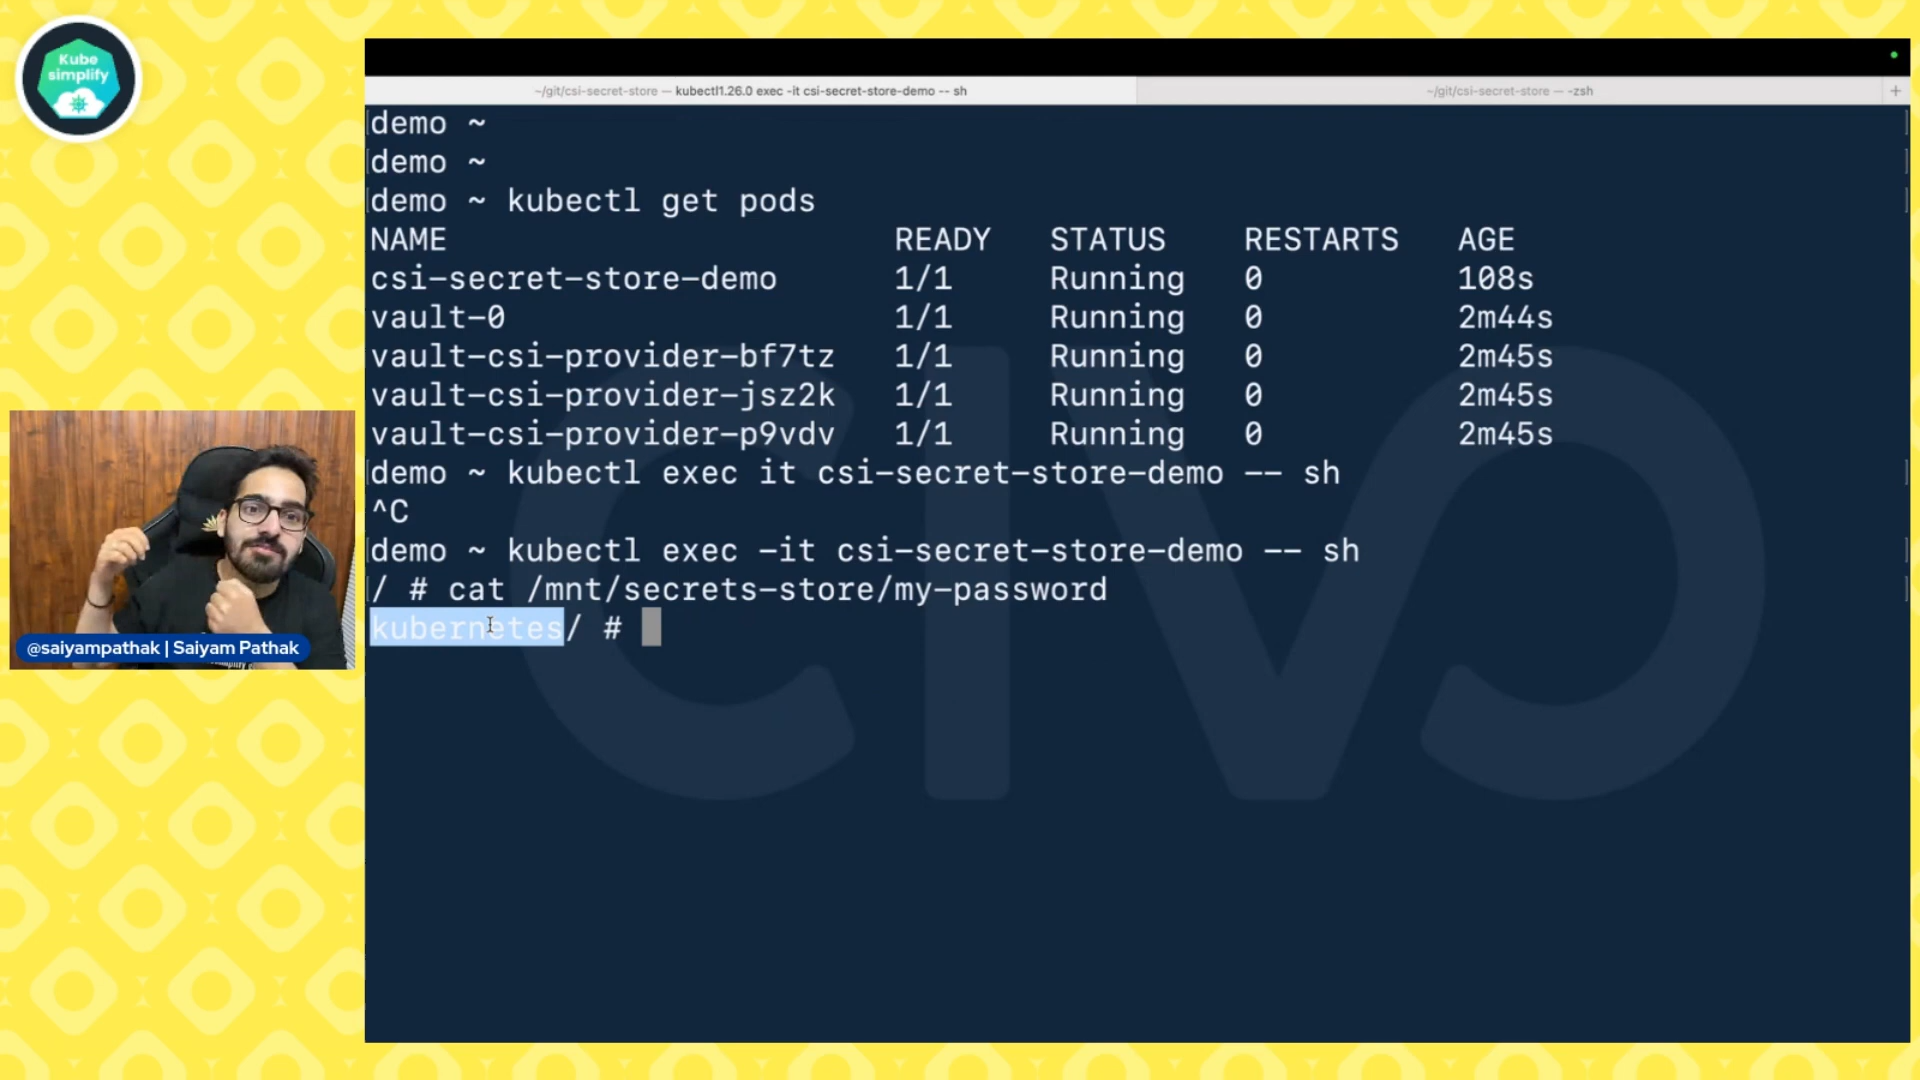 Kube
simplify
~/git/csi-secret-store — kubectl1.26.0 exec -it csi-secret-store-demo -- sh
~/git/csi-secret-store — -zsh
+
demo ~
demo ~
demo ~ kubectl get pods
NAME READY STATUS RESTARTS AGE
csi-secret-store-demo 1/1 Running 0 108s
vault-0 1/1 Running 0 2m44s
vault-csi-provider-bf7tz 1/1 Running 0 2m45s
vault-csi-provider-jsz2k 1/1 Running 0 2m45s
vault-csi-provider-p9vdv 1/1 Running 0 2m45s
demo ~ kubectl exec it csi-secret-store-demo -- sh
^C
demo ~ kubectl exec -it csi-secret-store-demo -- sh
/ # cat /mnt/secrets-store/my-password
kubernetes/ #
CIVO
@saiyampathak | Saiyam Pathak